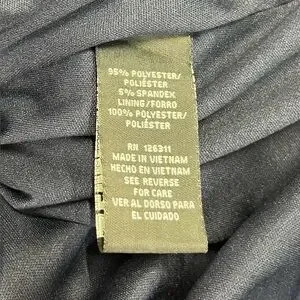 95% POLYESTER/
POLIÉSTER
5% SPANDEX
LINING/FORRO
100% POLYESTER/
POLIÉSTER
RN 126311
MADE IN VIETNAM
HECHO EN VIETNAM
SEE REVERSE
FOR CARE
VER AL DORSO PARA
EL CUIDADO